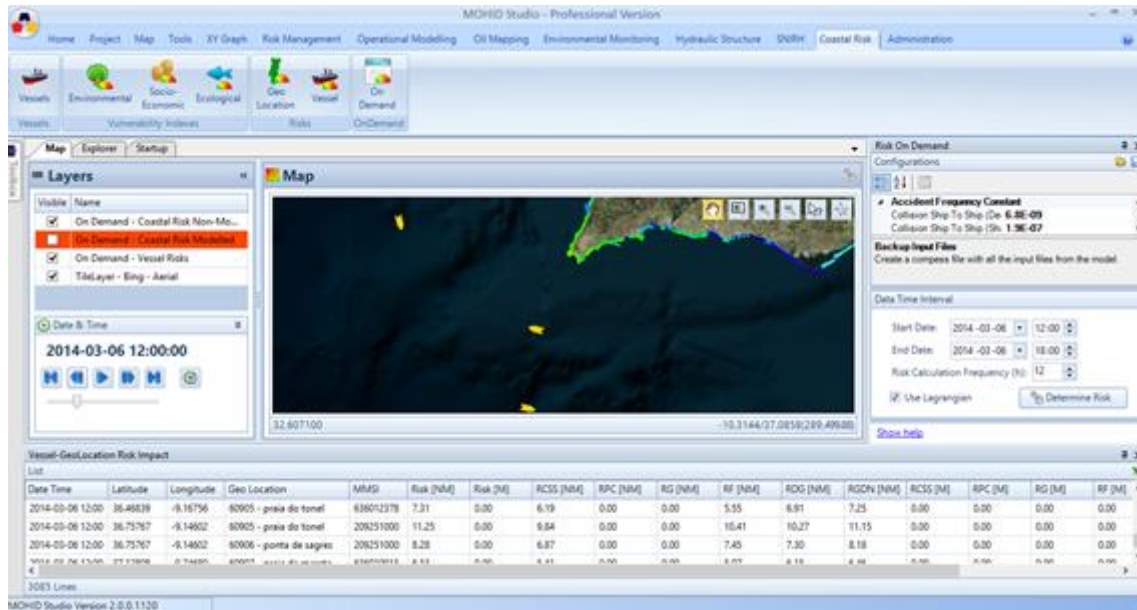 MOHID Studio - Professional Version
Home Project Map Tools XY Graph Risk Management Operational Modelling Oil Mapping Environmental Monitoring Hydraulic Structure SNIRH Coastal Risk Administration
Vessels Environmental Socio-Economic Ecological Geo Location Vessel On Demand
Vessels Vulnerability Indexes Risks OnDemand
Toolbox
Map Explorer Startup
Layers
Visible Name
On Demand - Coastal Risk Non-Mo...
On Demand - Coastal Risk Modelled
On Demand - Vessel Risks
TileLayer - Bing - Aerial
Date & Time
2014-03-06 12:00:00
Map
32.607100
Risk On Demand
Configurations
Accident Frequency Constant
Collision Ship To Ship (De 6.8E-09
Collision Ship To Ship (Sh. 1.9E-07
Backup Input Files
Create a compess file with all the input files from the model.
Data Time Interval
Start Date: 2014 -03 -06 12:00
End Date: 2014 -03 -06 18:00
Risk Calculation Frequency (h): 12
Use Lagrangian Determine Risk
Show help
Vessel-GeoLocation Risk Impact
List
Date Time Latitude Longitude Geo Location MMSI Risk [NM] Risk [M] RCSS [NM] RPC [NM] RG [NM] RF [NM] ROG [NM] RGDN [NM] RCSS [M] RPC [M] RG [M] RF [M]
2014-03-06 12:00 36.46839 -9.16756 60905 - praia do tonel 636012378 7.31 0.00 6.19 0.00 0.00 5.55 6.91 7.25 0.00 0.00 0.00 0.00
2014-03-06 12:00 36.75767 -9.14602 60905 - praia do tonel 209251000 11.25 0.00 9.84 0.00 0.00 10.41 10.27 11.15 0.00 0.00 0.00 0.00
2014-03-06 12:00 36.75767 -9.14602 60906 - ponta de sagres 209251000 8.28 0.00 6.87 0.00 0.00 7.45 7.30 8.18 0.00 0.00 0.00 0.00
3085 Lines
MOHID Studio Version 2.0.0.1120